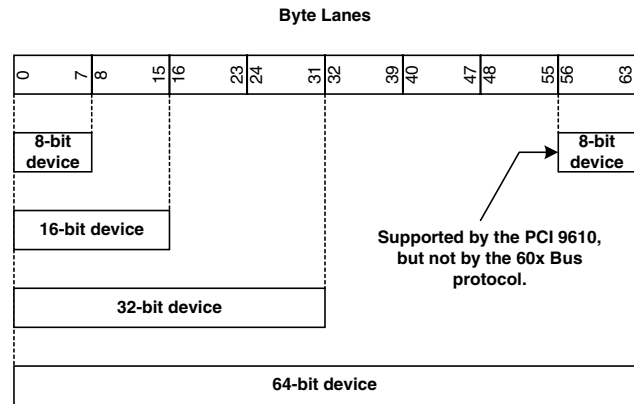 Byte Lanes
0 7 8 15 16 23 24 31 32 39 40 47 48 55 56 63
8-bit
device
8-bit
device
16-bit device
Supported by the PCI 9610,
but not by the 60x Bus
protocol.
32-bit device
64-bit device